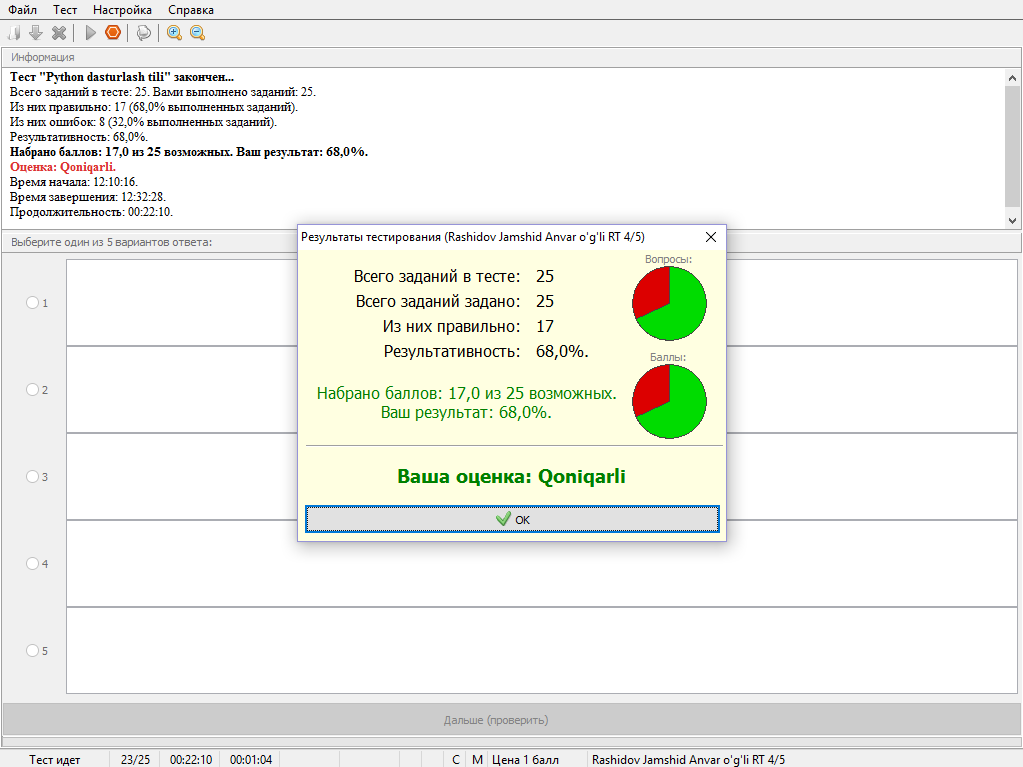 Файл Тест Настройка Справка
Информация
Тест "Python dasturlash tili" закончен...
Всего заданий в тесте: 25. Вами выполнено заданий: 25.
Из них правильно: 17 (68,0% выполненных заданий).
Из них ошибок: 8 (32,0% выполненных заданий).
Результативность: 68,0%.
Набрано баллов: 17,0 из 25 возможных. Ваш результат: 68,0%.
Оценка: Qoniqarli.
Время начала: 12:10:16.
Время завершения: 12:32:28.
Продолжительность: 00:22:10.
Выберите один из 5 вариантов ответа:
Результаты тестирования (Rashidov Jamshid Anvar o'g'li RT 4/5)
Вопросы:
Всего заданий в тесте: 25
Всего заданий задано: 25
Из них правильно: 17
Результативность: 68,0%.
Баллы:
Набрано баллов: 17,0 из 25 возможных.
Ваш результат: 68,0%.
Ваша оценка: Qoniqarli
OK
1
2
3
4
5
Дальше (проверить)
Тест идет 23/25 00:22:10 00:01:04 С М Цена 1 балл Rashidov Jamshid Anvar o'g'li RT 4/5